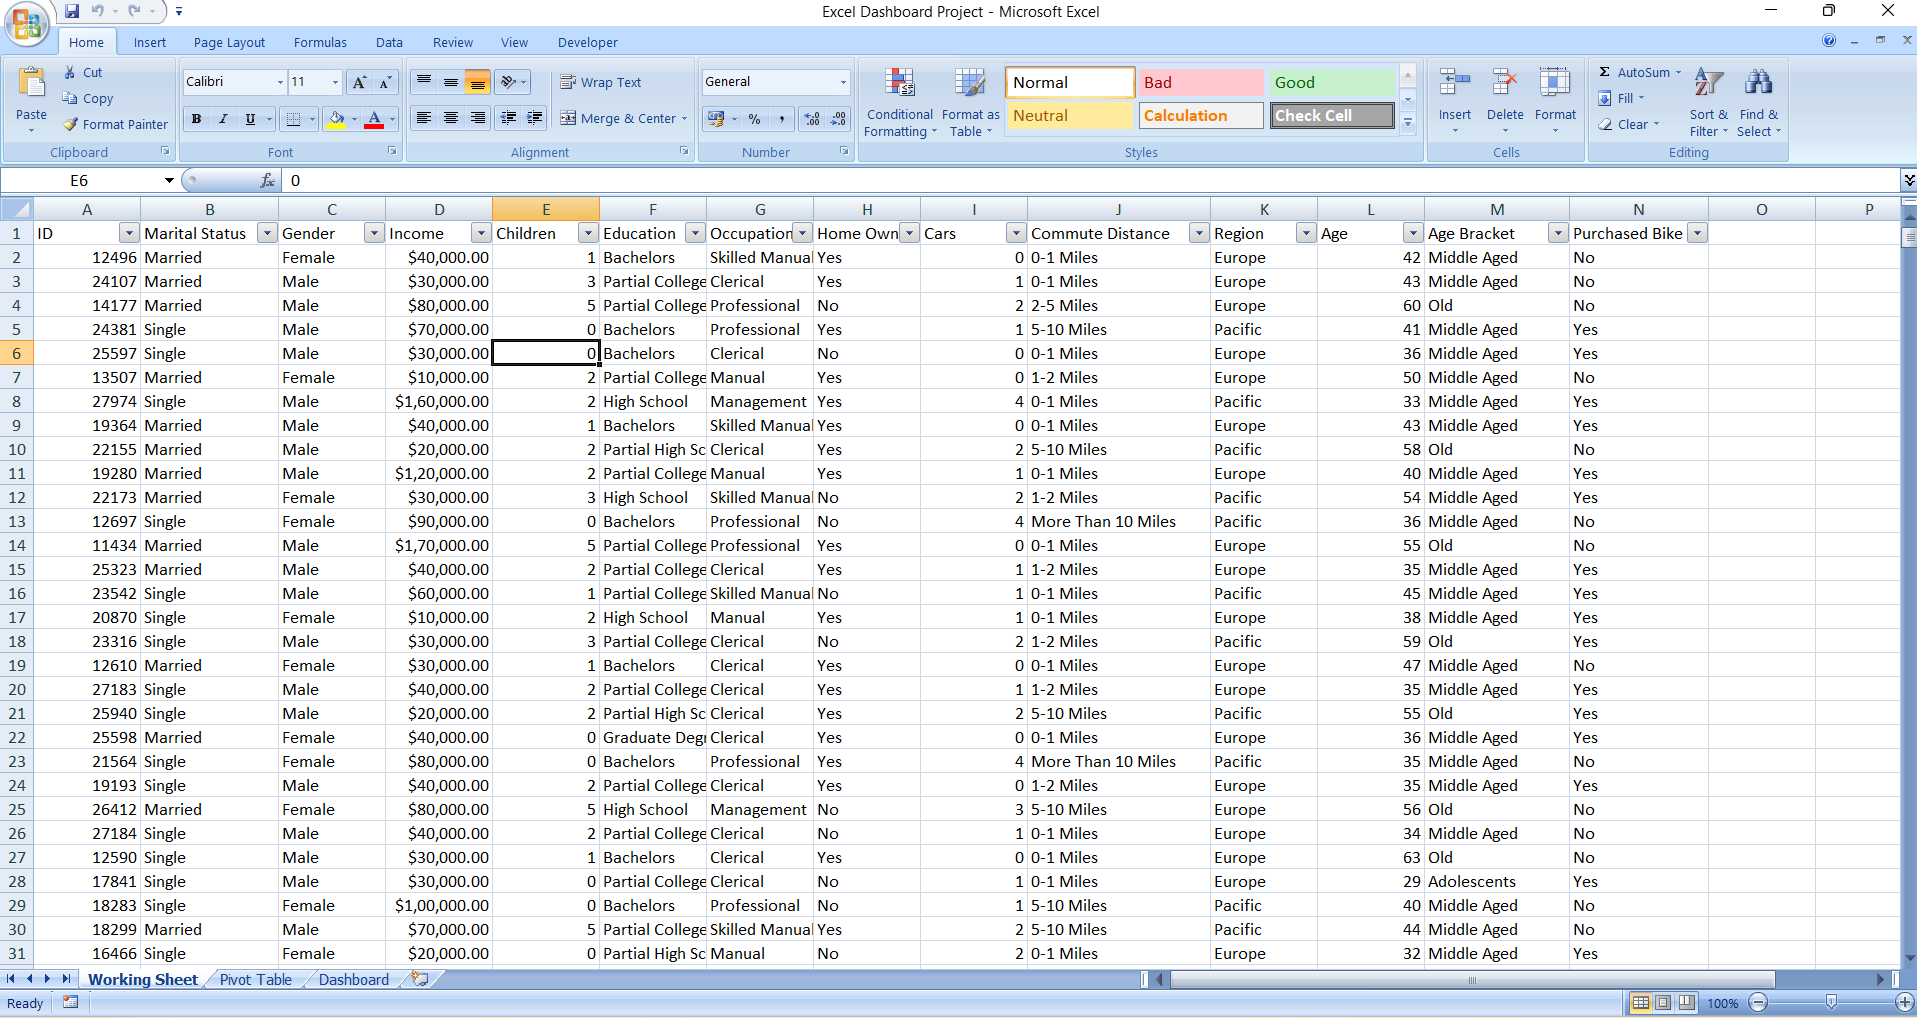 Excel Dashboard Project - Microsoft Excel
Home Insert Page Layout Formulas Data Review View Developer
Paste Cut Copy Format Painter
Clipboard
Calibri 11
B I U A
Font
Wrap Text
Merge & Center
Alignment
General
% ,
Number
Conditional Formatting Format as Table
Normal Bad Good
Neutral Calculation Check Cell
Styles
Insert Delete Format
Cells
Σ AutoSum Fill Clear
Sort & Filter Find & Select
Editing
E6 fx 0
A B C D E F G H I J K L M N O P
1 ID Marital Status Gender Income Children Education Occupation Home Own Cars Commute Distance Region Age Age Bracket Purchased Bike
2 12496 Married Female $40,000.00 1 Bachelors Skilled Manual Yes 0 0-1 Miles Europe 42 Middle Aged No
3 24107 Married Male $30,000.00 3 Partial College Clerical Yes 1 0-1 Miles Europe 43 Middle Aged No
4 14177 Married Male $80,000.00 5 Partial College Professional No 2 2-5 Miles Europe 60 Old No
5 24381 Single Male $70,000.00 0 Bachelors Professional Yes 1 5-10 Miles Pacific 41 Middle Aged Yes
6 25597 Single Male $30,000.00 0 Bachelors Clerical No 0 0-1 Miles Europe 36 Middle Aged Yes
7 13507 Married Female $10,000.00 2 Partial College Manual Yes 0 1-2 Miles Europe 50 Middle Aged No
8 27974 Single Male $1,60,000.00 2 High School Management Yes 4 0-1 Miles Pacific 33 Middle Aged Yes
9 19364 Married Male $40,000.00 1 Bachelors Skilled Manual Yes 0 0-1 Miles Europe 43 Middle Aged Yes
10 22155 Married Male $20,000.00 2 Partial High Sc Clerical Yes 2 5-10 Miles Pacific 58 Old No
11 19280 Married Male $1,20,000.00 2 Partial College Manual Yes 1 0-1 Miles Europe 40 Middle Aged Yes
12 22173 Married Female $30,000.00 3 High School Skilled Manual No 2 1-2 Miles Pacific 54 Middle Aged Yes
13 12697 Single Female $90,000.00 0 Bachelors Professional No 4 More Than 10 Miles Pacific 36 Middle Aged No
14 11434 Married Male $1,70,000.00 5 Partial College Professional Yes 0 0-1 Miles Europe 55 Old No
15 25323 Married Male $40,000.00 2 Partial College Clerical Yes 1 1-2 Miles Europe 35 Middle Aged Yes
16 23542 Single Male $60,000.00 1 Partial College Skilled Manual No 1 0-1 Miles Pacific 45 Middle Aged Yes
17 20870 Single Female $10,000.00 2 High School Manual Yes 1 0-1 Miles Europe 38 Middle Aged Yes
18 23316 Single Male $30,000.00 3 Partial College Clerical No 2 1-2 Miles Pacific 59 Old Yes
19 12610 Married Female $30,000.00 1 Bachelors Clerical Yes 0 0-1 Miles Europe 47 Middle Aged No
20 27183 Single Male $40,000.00 2 Partial College Clerical Yes 1 1-2 Miles Europe 35 Middle Aged Yes
21 25940 Single Male $20,000.00 2 Partial High Sc Clerical Yes 2 5-10 Miles Pacific 55 Old Yes
22 25598 Married Female $40,000.00 0 Graduate Degr Clerical Yes 0 0-1 Miles Europe 36 Middle Aged Yes
23 21564 Single Female $80,000.00 0 Bachelors Professional Yes 4 More Than 10 Miles Pacific 35 Middle Aged No
24 19193 Single Male $40,000.00 2 Partial College Clerical Yes 0 1-2 Miles Europe 35 Middle Aged Yes
25 26412 Married Female $80,000.00 5 High School Management No 3 5-10 Miles Europe 56 Old No
26 27184 Single Male $40,000.00 2 Partial College Clerical No 1 0-1 Miles Europe 34 Middle Aged No
27 12590 Single Male $30,000.00 1 Bachelors Clerical Yes 0 0-1 Miles Europe 63 Old No
28 17841 Single Male $30,000.00 0 Partial College Clerical No 1 0-1 Miles Europe 29 Adolescents Yes
29 18283 Single Female $1,00,000.00 0 Bachelors Professional No 1 5-10 Miles Pacific 40 Middle Aged No
30 18299 Married Male $70,000.00 5 Partial College Skilled Manual Yes 2 5-10 Miles Pacific 44 Middle Aged No
31 16466 Single Female $20,000.00 0 Partial High Sc Manual No 2 0-1 Miles Europe 32 Middle Aged Yes
Working Sheet Pivot Table Dashboard
Ready 100%